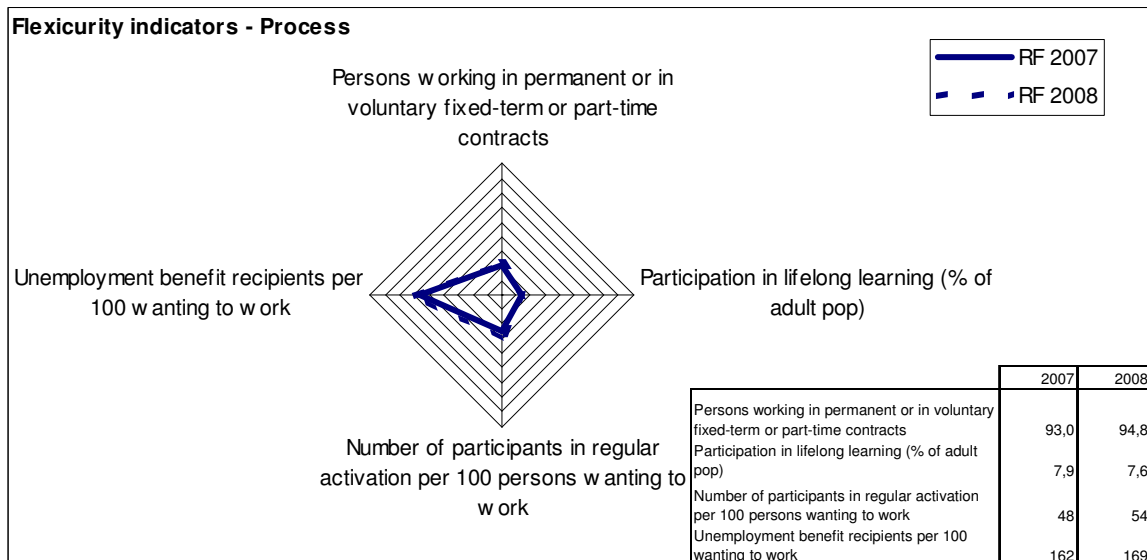 Flexicurity indicators - Process
RF 2007
RF 2008
Persons working in permanent or in
voluntary fixed-term or part-time
contracts
Unemployment benefit recipients per
100 wanting to work
Participation in lifelong learning (% of
adult pop)
Number of participants in regular
activation per 100 persons wanting to
work
2007 2008
Persons working in permanent or in voluntary
fixed-term or part-time contracts 93,0 94,8
Participation in lifelong learning (% of adult
pop) 7,9 7,6
Number of participants in regular activation
per 100 persons wanting to work 48 54
Unemployment benefit recipients per 100
wanting to work 162 169